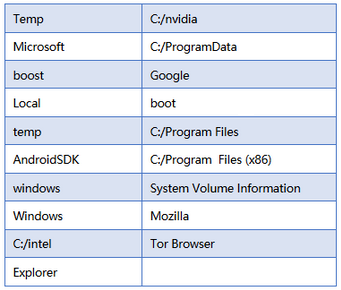 Temp C:/nvidia
Microsoft C:/ProgramData
boost Google
Local boot
temp C:/Program Files
AndroidSDK C:/Program Files (x86)
windows System Volume Information
Windows Mozilla
C:/intel Tor Browser
Explorer